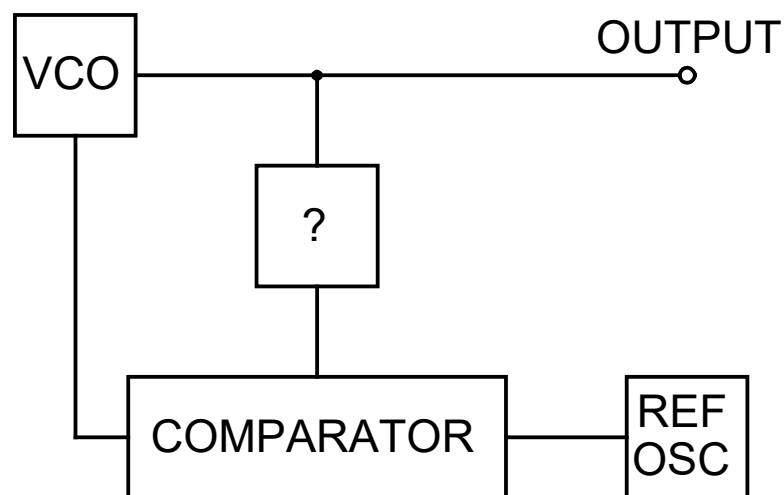 OUTPUT
VCO
?
COMPARATOR
REF
OSC